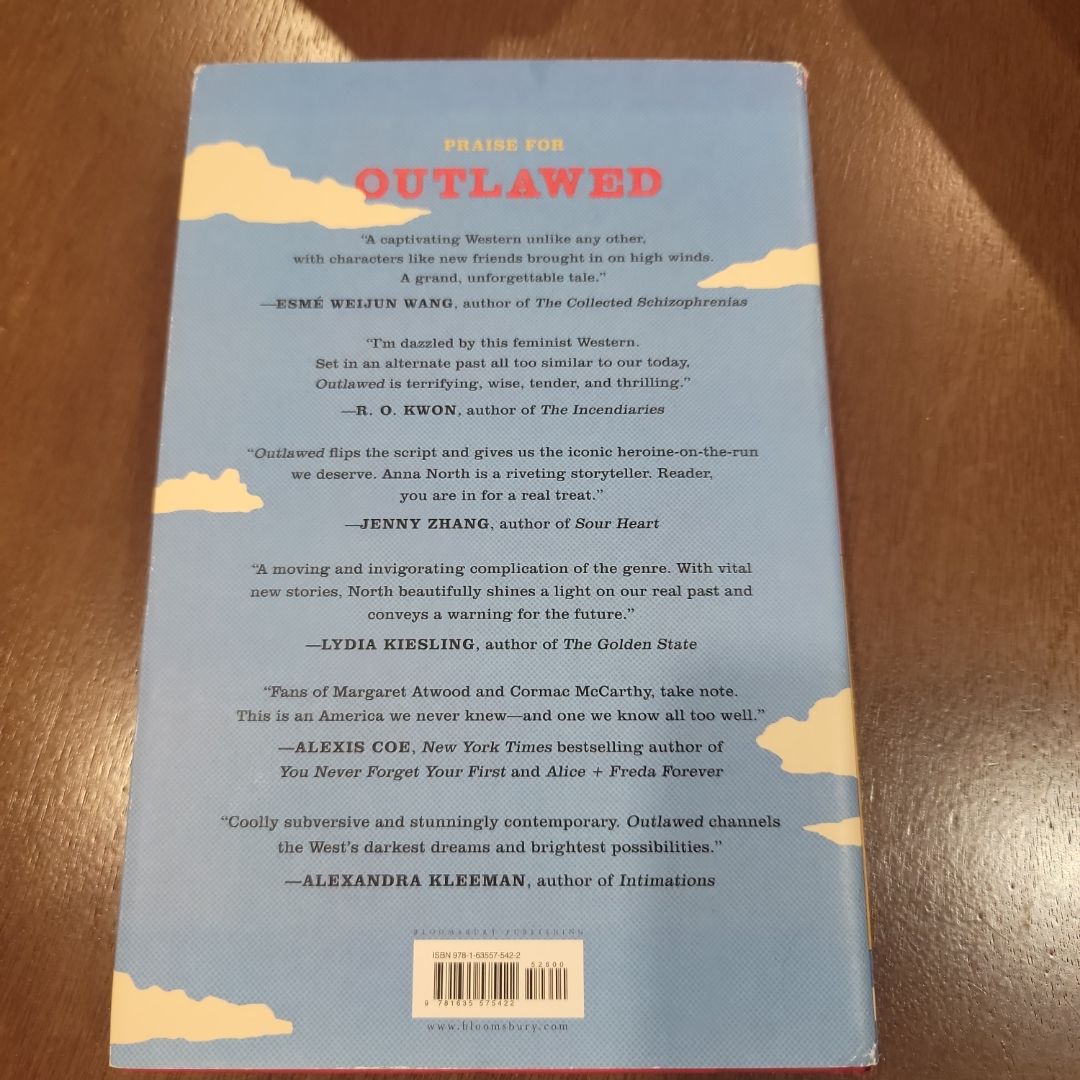 PRAISE FOR
OUTLAWED
“A captivating Western unlike any other,
with characters like new friends brought in on high winds.
A grand, unforgettable tale.”
—ESMÉ WEIJUN WANG, author of The Collected Schizophrenias
“I’m dazzled by this feminist Western.
Set in an alternate past all too similar to our today,
Outlawed is terrifying, wise, tender, and thrilling.”
—R. O. KWON, author of The Incendiaries
“Outlawed flips the script and gives us the iconic heroine-on-the-run
we deserve. Anna North is a riveting storyteller. Reader,
you are in for a real treat.”
—JENNY ZHANG, author of Sour Heart
“A moving and invigorating complication of the genre. With vital
new stories, North beautifully shines a light on our real past and
conveys a warning for the future.”
—LYDIA KIESLING, author of The Golden State
“Fans of Margaret Atwood and Cormac McCarthy, take note.
This is an America we never knew—and one we know all too well.”
—ALEXIS COE, New York Times bestselling author of
You Never Forget Your First and Alice + Freda Forever
“Coolly subversive and stunningly contemporary. Outlawed channels
the West’s darkest dreams and brightest possibilities.”
—ALEXANDRA KLEEMAN, author of Intimations
BLOOMSBURY PUBLISHING
ISBN 978-1-63557-542-2
52600
9 781635 575422
www.bloomsbury.com